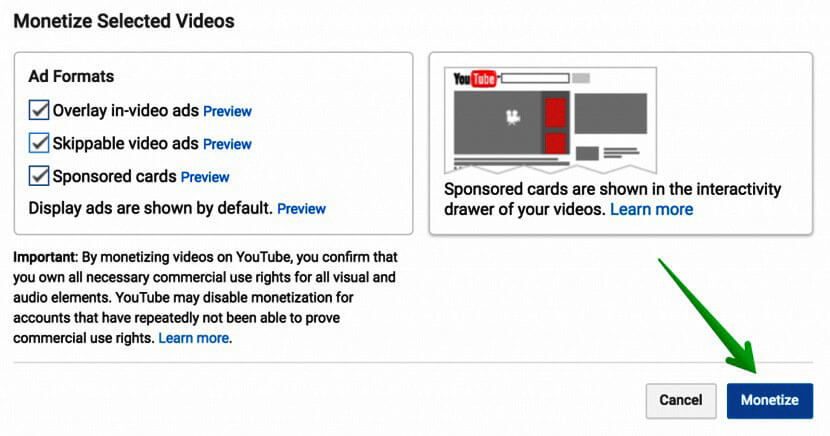 Monetize Selected Videos
Ad Formats
Overlay in-video ads Preview
Skippable video ads Preview
Sponsored cards Preview
Display ads are shown by default. Preview
YouTube
Sponsored cards are shown in the interactivity
drawer of your videos. Learn more
Important: By monetizing videos on YouTube, you confirm that
you own all necessary commercial use rights for all visual and
audio elements. YouTube may disable monetization for
accounts that have repeatedly not been able to prove
commercial use rights. Learn more.
Cancel
Monetize